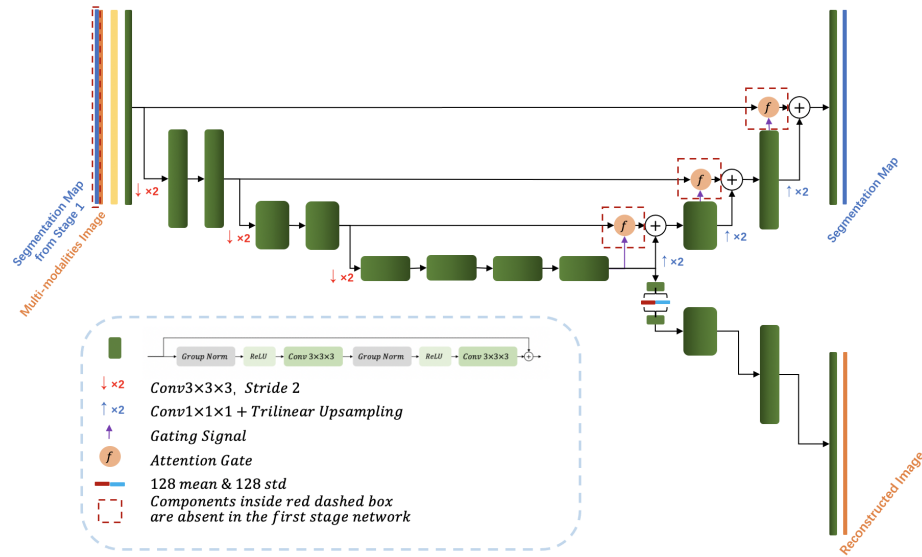 Segmentation Map
from Stage 1
Multi-modalities Image
↓ ×2
↓ ×2
↓ ×2
f
+
↑ ×2
f
+
↑ ×2
f
+
↑ ×2
Segmentation Map
Reconstructed Image
Group Norm
ReLU
Conv 3×3×3
Group Norm
ReLU
Conv 3×3×3
+
↓ ×2
Conv3×3×3, Stride 2
↑ ×2
Conv1×1×1 + Trilinear Upsampling
Gating Signal
f
Attention Gate
128 mean & 128 std
Components inside red dashed box
are absent in the first stage network